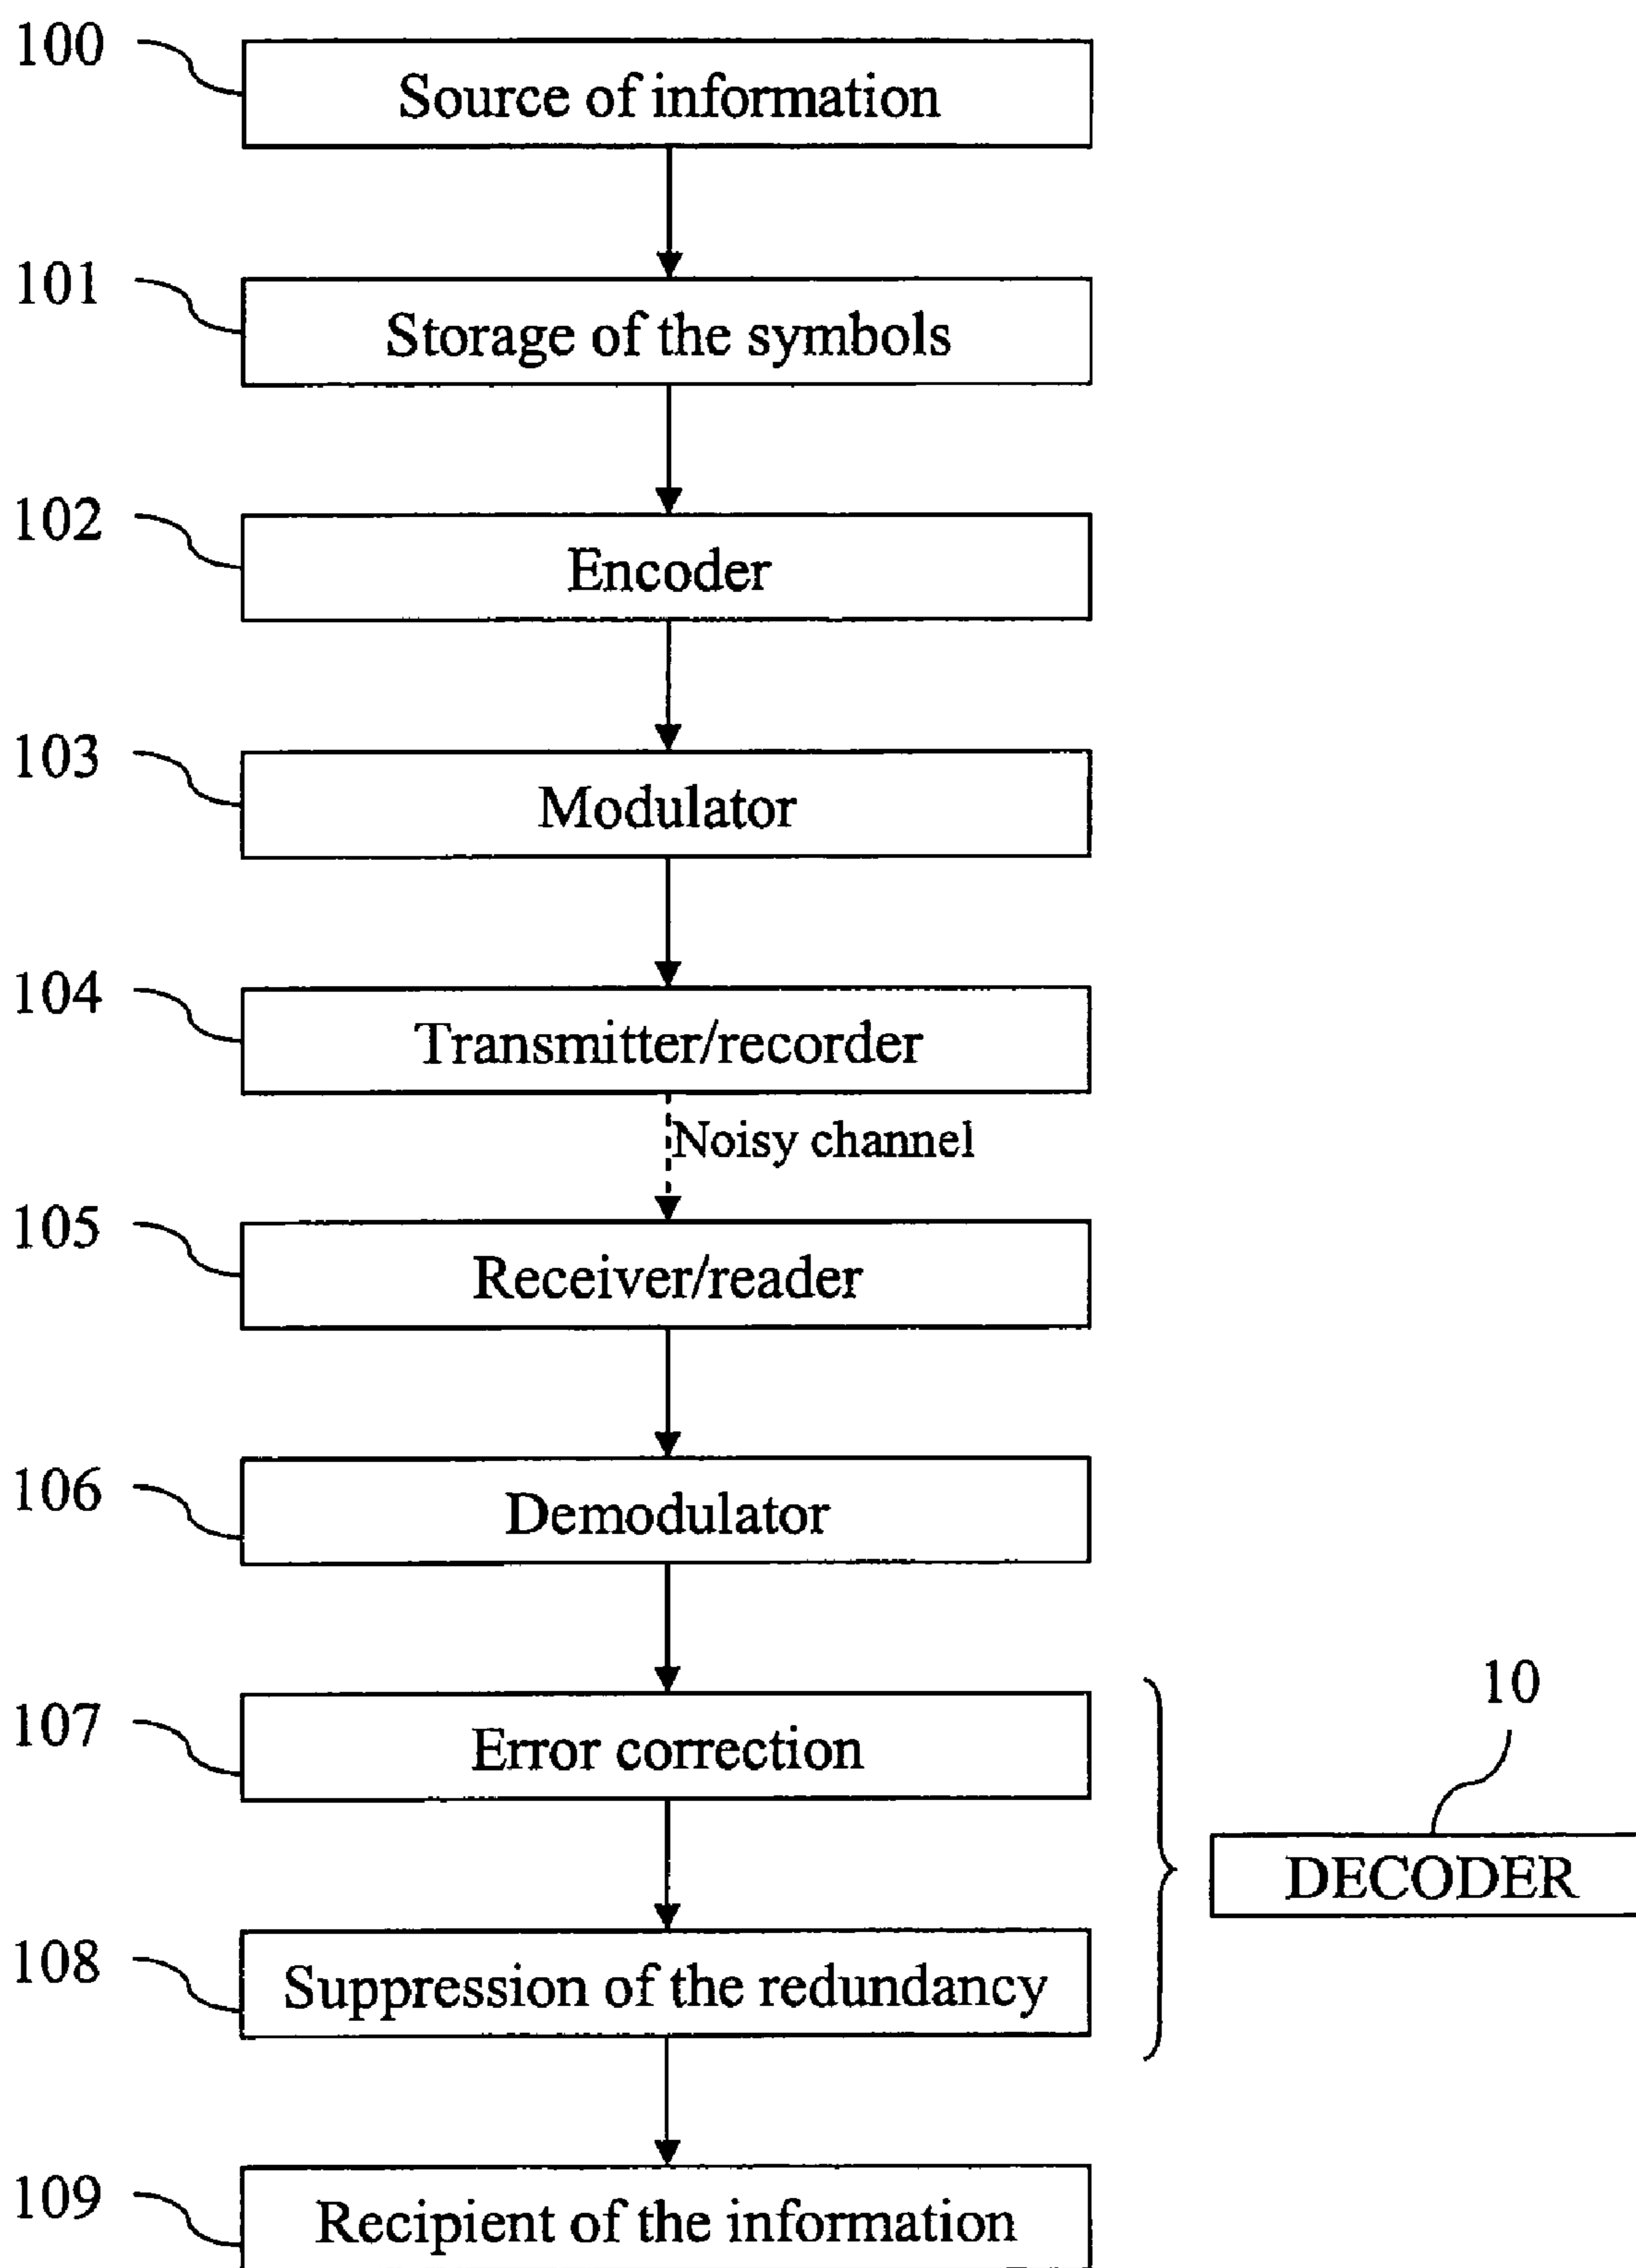 100
Source of information
101
Storage of the symbols
102
Encoder
103
Modulator
104
Transmitter/recorder
Noisy channel
105
Receiver/reader
106
Demodulator
107
Error correction
10
DECODER
108
Suppression of the redundancy
109
Recipient of the information